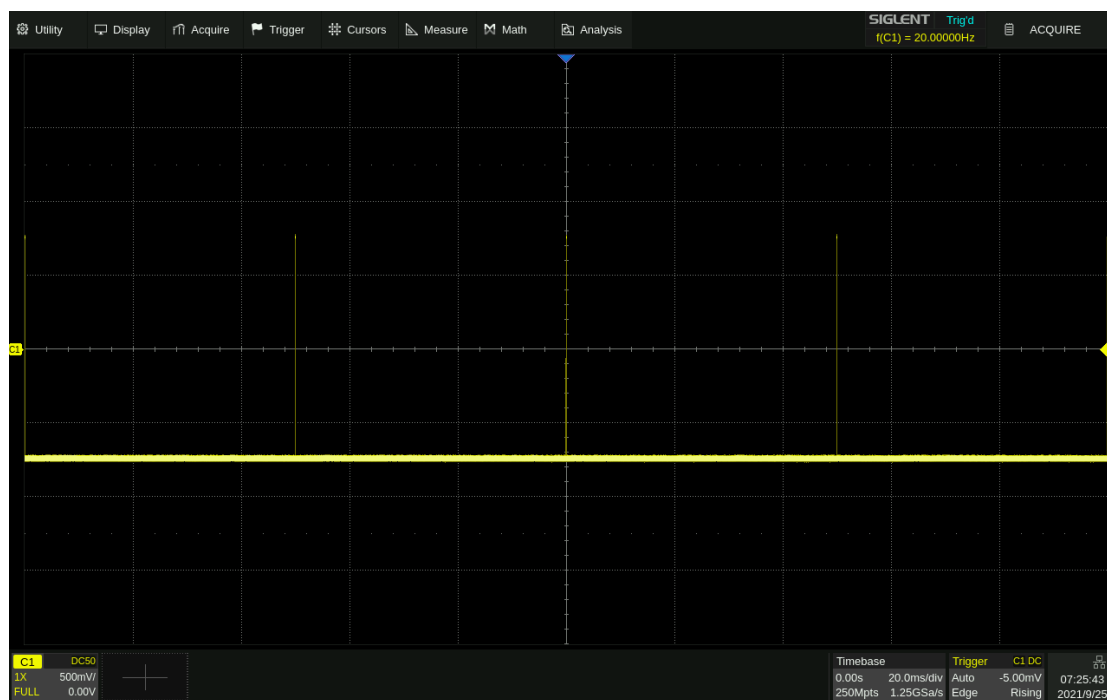 Utility Display Acquire Trigger Cursors Measure Math Analysis SIGLENT Trig'd ACQUIRE
f(C1) = 20.00000Hz
C1
C1 DC50
1X 500mV/
FULL 0.00V
Timebase
0.00s 20.0ms/div
250Mpts 1.25GSa/s
Trigger C1 DC
Auto -5.00mV
Edge Rising
07:25:43
2021/9/25